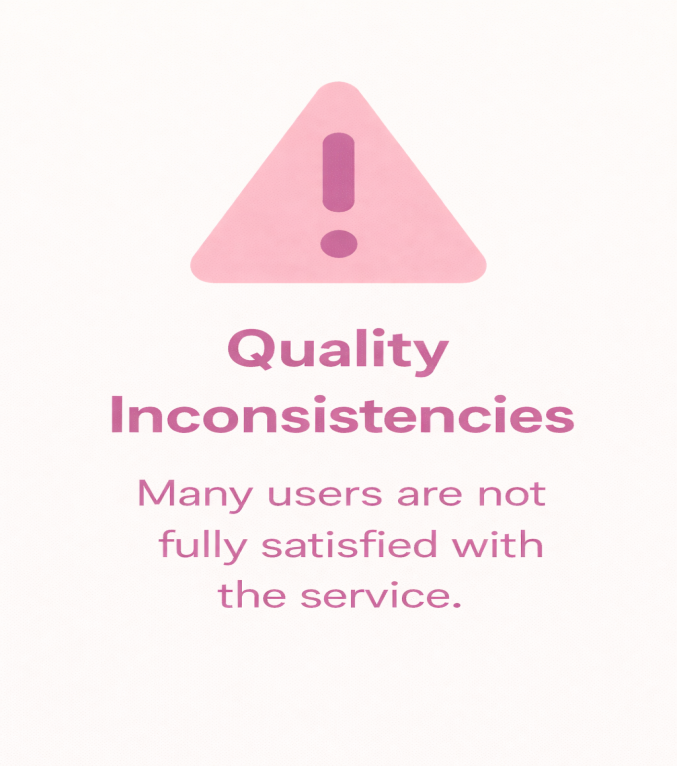 Quality
Inconsistencies
Many users are not
fully satisfied with
the service.